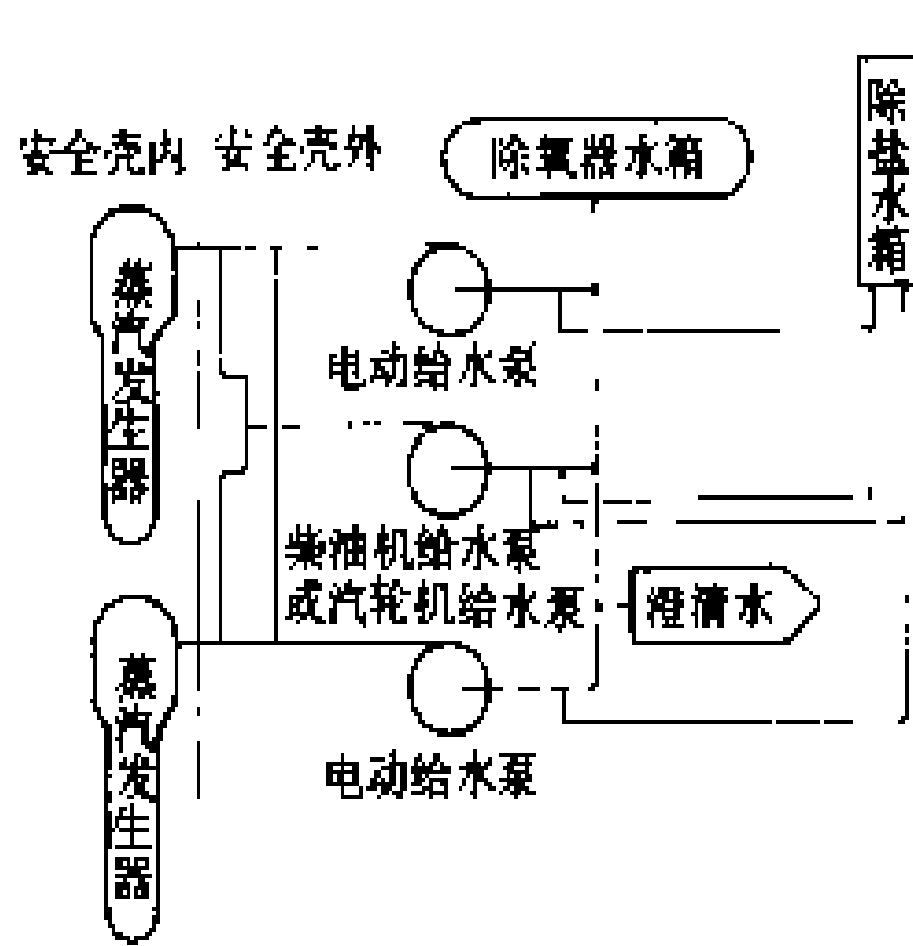 安全壳内 安全壳外
除氧器水箱
除盐水箱
蒸汽发生器
电动给水泵
柴油机给水泵
或汽轮机给水泵
澄清水
蒸汽发生器
电动给水泵